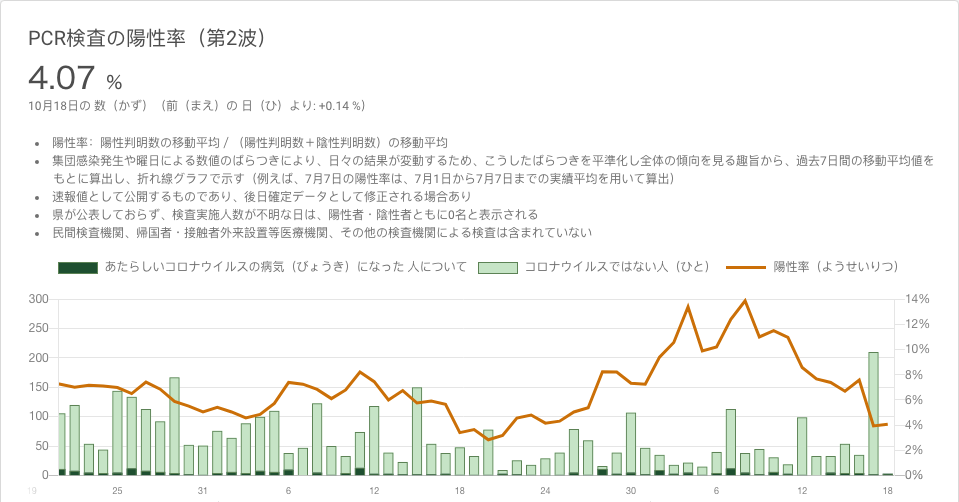 PCR検査の陽性率（第2波）
4.07 %
10月18日の 数（かず）（前（まえ）の 日（ひ）より: +0.14 %）
• 陽性率：陽性判明数の移動平均 / （陽性判明数＋陰性判明数）の移動平均
• 集団感染発生や曜日による数値のばらつきにより、日々の結果が変動するため、こうしたばらつきを平準化し全体の傾向を見る趣旨から、過去7日間の移動平均値を
もとに算出し、折れ線グラフで示す（例えば、7月7日の陽性率は、7月1日から7月7日までの実績平均を用いて算出）
• 速報値として公開するものであり、後日確定データとして修正される場合あり
• 県が公表しておらず、検査実施人数が不明な日は、陽性者・陰性者ともに0名と表示される
• 民間検査機関、帰国者・接触者外来設置等医療機関、その他の検査機関による検査は含まれていない
あたらしいコロナウイルスの病気（びょうき）になった 人について コロナウイルスではない人（ひと） 陽性率（ようせいりつ）
300 14%
250 12%
200 10%
150 8%
100 6%
50 4%
0 2%
0%
19 25 31 6 12 18 24 30 6 12 18